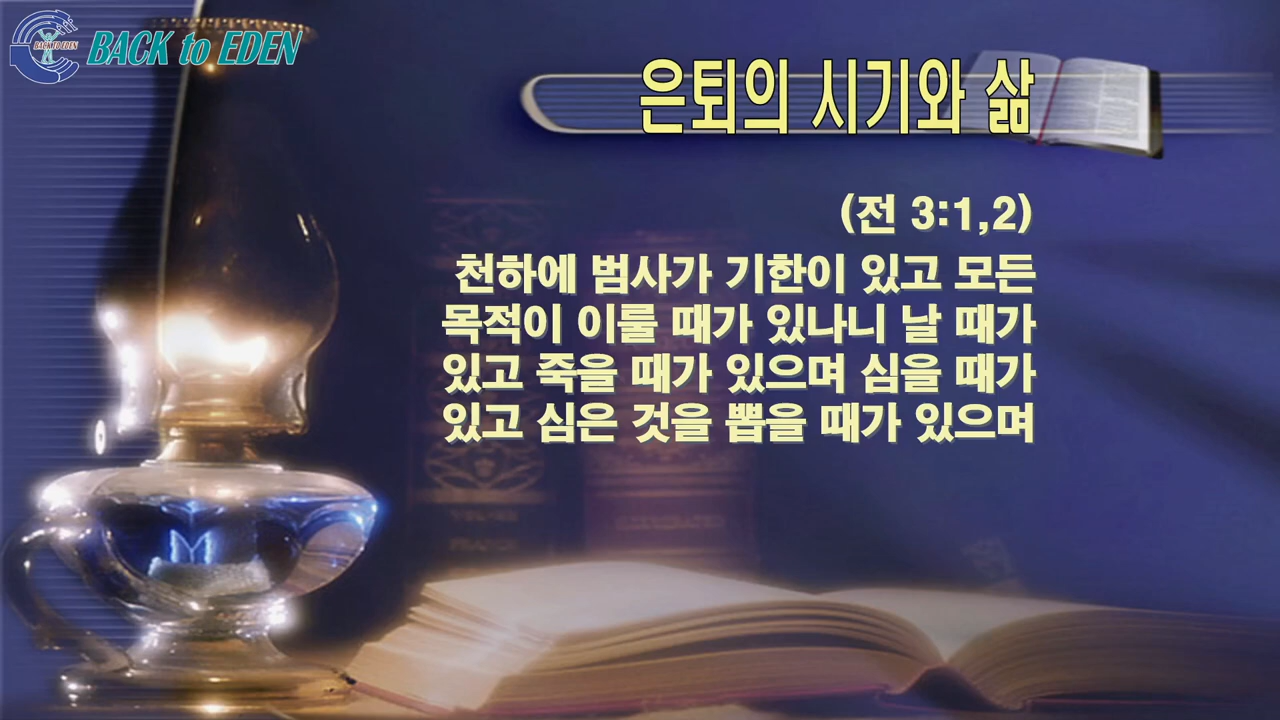 BACK TO EDEN
BACK to EDEN
은퇴의 시기와 삶
(전 3:1,2)
천하에 범사가 기한이 있고 모든
목적이 이룰 때가 있나니 날 때가
있고 죽을 때가 있으며 심을 때가
있고 심은 것을 뽑을 때가 있으며